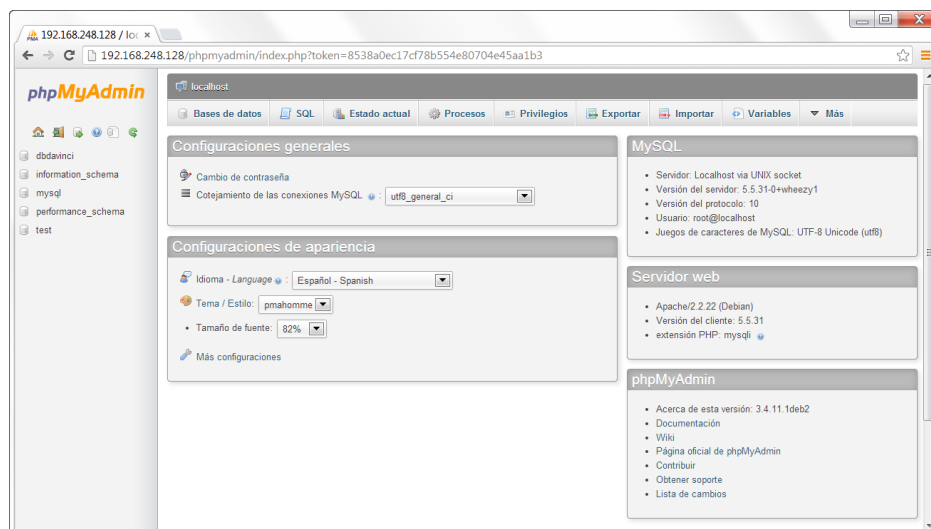 192.168.248.128 / loc
192.168.248.128/phpmyadmin/index.php?token=8538a0ec17cf78b554e80704e45aa1b3
phpMyAdmin
dbdavinci
information_schema
mysql
performance_schema
test
localhost
Bases de datos SQL Estado actual Procesos Privilegios Exportar Importar Variables Más
Configuraciones generales
Cambio de contraseña
Cotejamiento de las conexiones MySQL : utf8_general_ci
Configuraciones de apariencia
Idioma - Language : Español - Spanish
Tema / Estilo: pmahomme
Tamaño de fuente: 82%
Más configuraciones
MySQL
Servidor: Localhost via UNIX socket
Versión del servidor: 5.5.31-0+wheezy1
Versión del protocolo: 10
Usuario: root@localhost
Juegos de caracteres de MySQL: UTF-8 Unicode (utf8)
Servidor web
Apache/2.2.22 (Debian)
Versión del cliente: 5.5.31
extensión PHP: mysqli
phpMyAdmin
Acerca de esta versión: 3.4.11.1deb2
Documentación
Wiki
Página oficial de phpMyAdmin
Contribuir
Obtener soporte
Lista de cambios